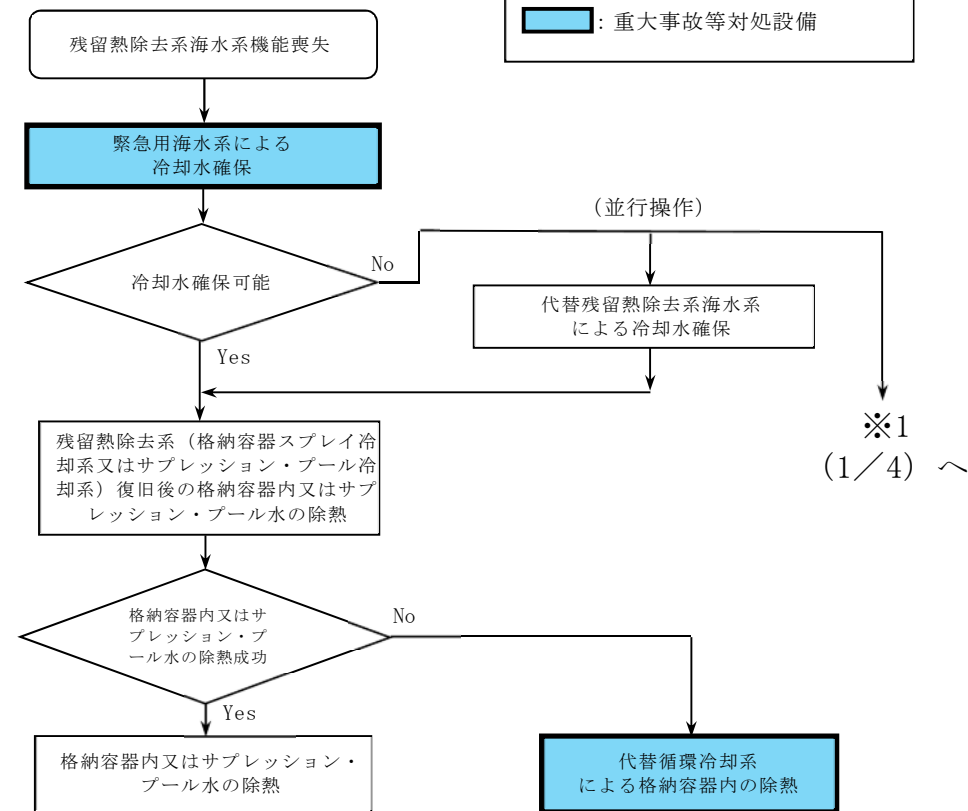 ：重大事故等対処設備
残留熱除去系海水系機能喪失
緊急用海水系による
冷却水確保
（並行操作）
冷却水確保可能
No
代替残留熱除去系海水系
による冷却水確保
Yes
※1
(1／4) へ
残留熱除去系（格納容器スプレイ冷
却系又はサプレッション・プール冷
却系）復旧後の格納容器内又はサプ
レッション・プール水の除熱
格納容器内又はサ
プレッション・プ
ール水の除熱成功
No
Yes
格納容器内又はサプレッション・
プール水の除熱
代替循環冷却系
による格納容器内の除熱